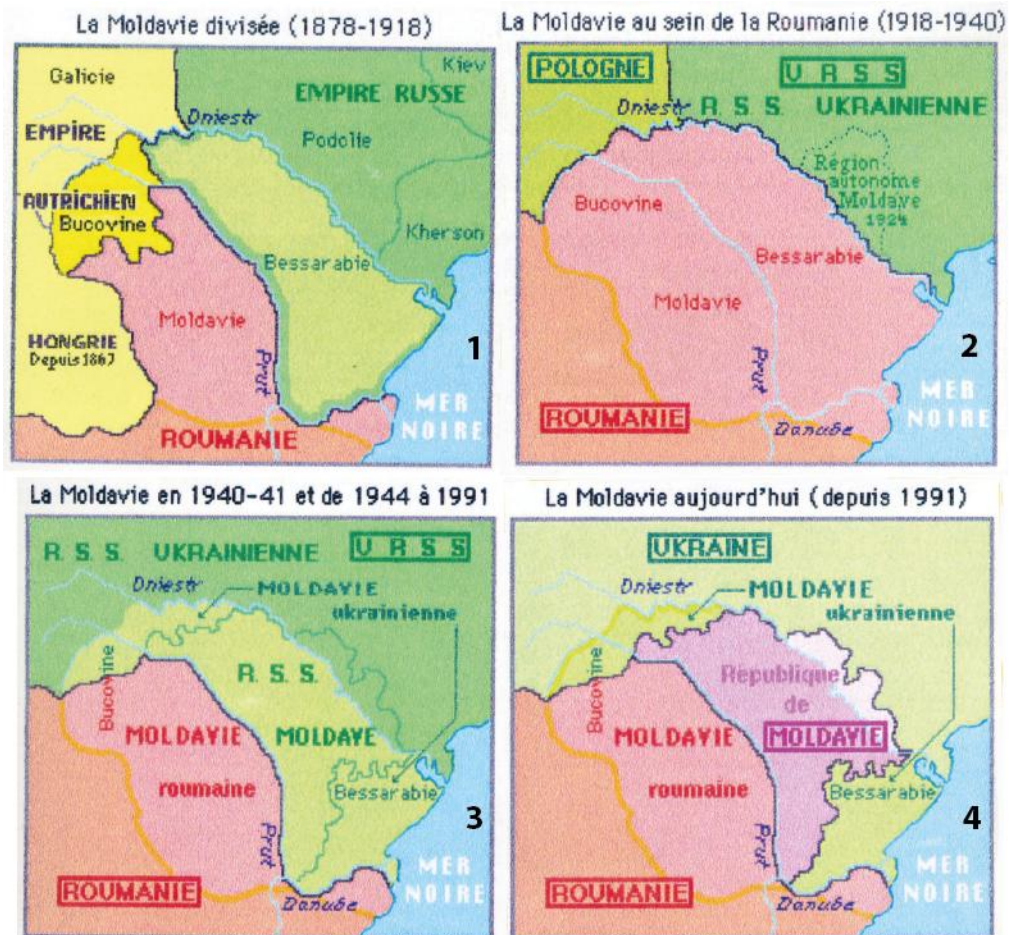 La Moldavie divisée (1878-1918)
Galicie
Kiev
EMPIRE RUSSE
Dniestr
Podolie
EMPIRE
AUTRICHIEN
Bucovine
Kherson
Bessarabie
Moldavie
HONGRIE
Depuis 1867
Prut
1
MER
NOIRE
ROUMANIE
La Moldavie au sein de la Roumanie (1918-1940)
POLOGNE
U R S S
Dniestr
R. S. S. UKRAINIENNE
Région
autonome
Moldave
1924
Bucovine
Bessarabie
Moldavie
Prut
2
MER
NOIRE
ROUMANIE
Danube
La Moldavie en 1940-41 et de 1944 à 1991
R. S. S. UKRAINIENNE
U R S S
Dniestr
MOLDAVIE
ukrainienne
Bucovine
R. S. S.
MOLDAVE
MOLDAVIE
roumaine
Bessarabie
Prut
3
MER
NOIRE
ROUMANIE
Danube
La Moldavie aujourd'hui (depuis 1991)
UKRAINE
Dniestr
MOLDAVIE
ukrainienne
Bucovine
République
de
MOLDAVIE
MOLDAVIE
roumaine
Bessarabie
Prut
4
MER
NOIRE
ROUMANIE
Danube